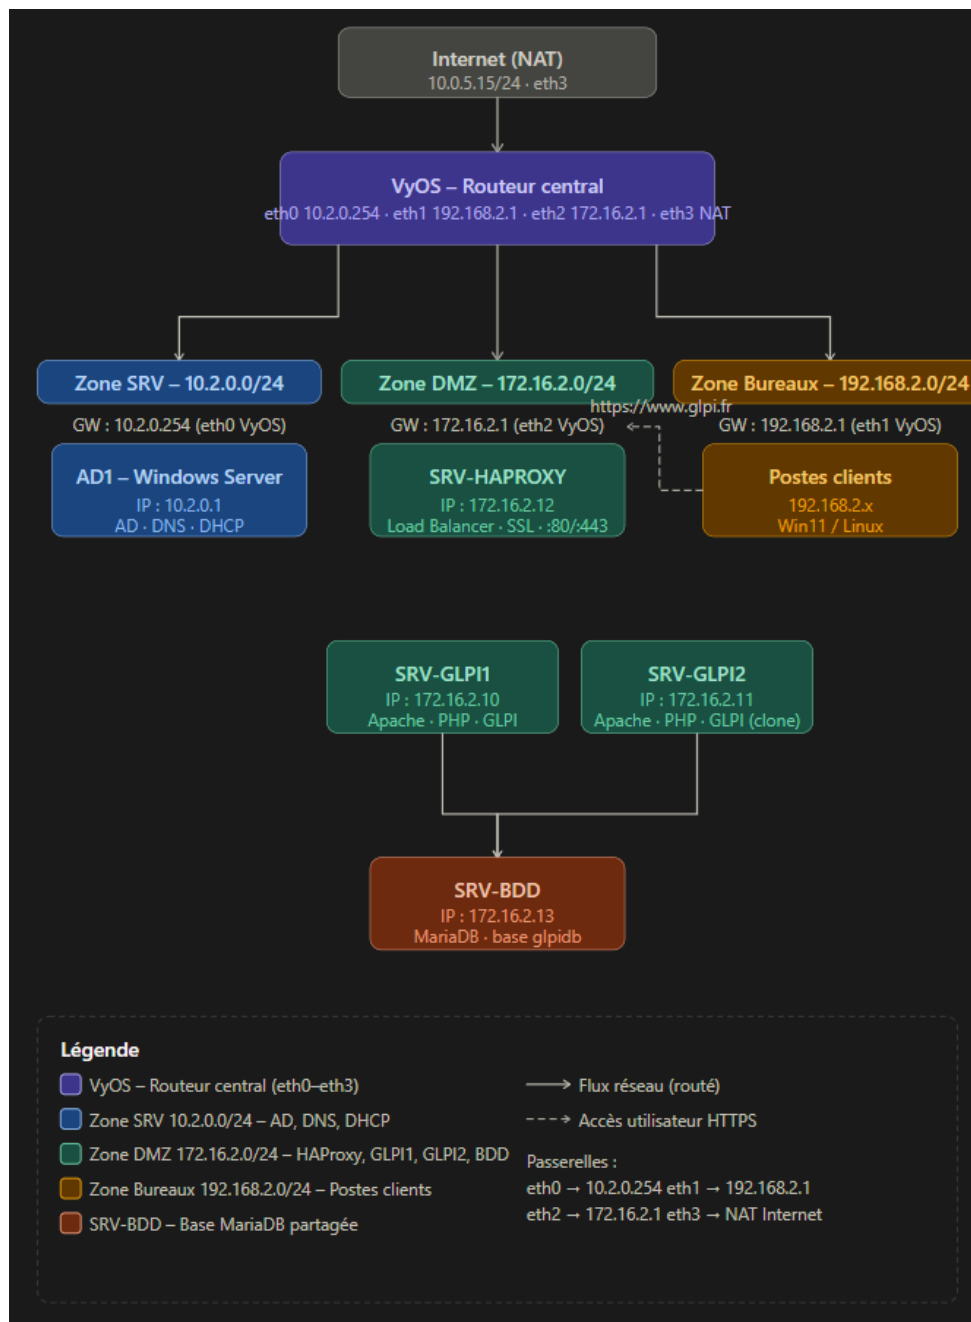 Internet (NAT)
10.0.5.15/24 · eth3
VyOS – Routeur central
eth0 10.2.0.254 · eth1 192.168.2.1 · eth2 172.16.2.1 · eth3 NAT
Zone SRV – 10.2.0.0/24
Zone DMZ – 172.16.2.0/24
Zone Bureaux – 192.168.2.0/24
https://www.glpi.fr
GW : 10.2.0.254 (eth0 VyOS)
GW : 172.16.2.1 (eth2 VyOS)
GW : 192.168.2.1 (eth1 VyOS)
AD1 – Windows Server
IP : 10.2.0.1
AD · DNS · DHCP
SRV-HAPROXY
IP : 172.16.2.12
Load Balancer · SSL · :80/:443
Postes clients
192.168.2.x
Win11 / Linux
SRV-GLPI1
IP : 172.16.2.10
Apache · PHP · GLPI
SRV-GLPI2
IP : 172.16.2.11
Apache · PHP · GLPI (clone)
SRV-BDD
IP : 172.16.2.13
MariaDB · base glpidb
Légende
VyOS – Routeur central (eth0–eth3)
Zone SRV 10.2.0.0/24 – AD, DNS, DHCP
Zone DMZ 172.16.2.0/24 – HAProxy, GLPI1, GLPI2, BDD
Zone Bureaux 192.168.2.0/24 – Postes clients
SRV-BDD – Base MariaDB partagée
Flux réseau (routé)
Accès utilisateur HTTPS
Passerelles :
eth0 → 10.2.0.254 eth1 → 192.168.2.1
eth2 → 172.16.2.1 eth3 → NAT Internet